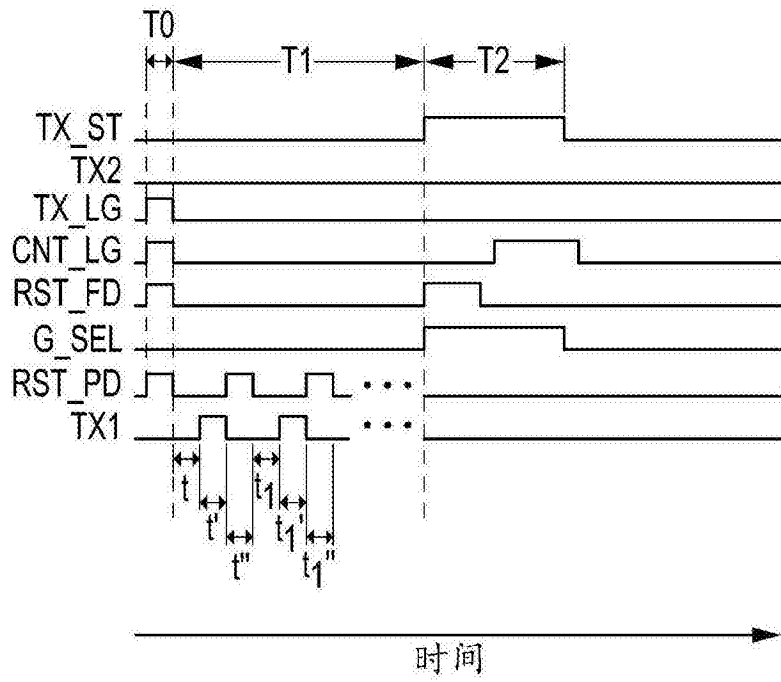 T0
T1
T2
TX_ST
TX2
TX_LG
CNT_LG
RST_FD
G_SEL
RST_PD
TX1
t
t'
t"
t₁
t₁'
t₁"
时间